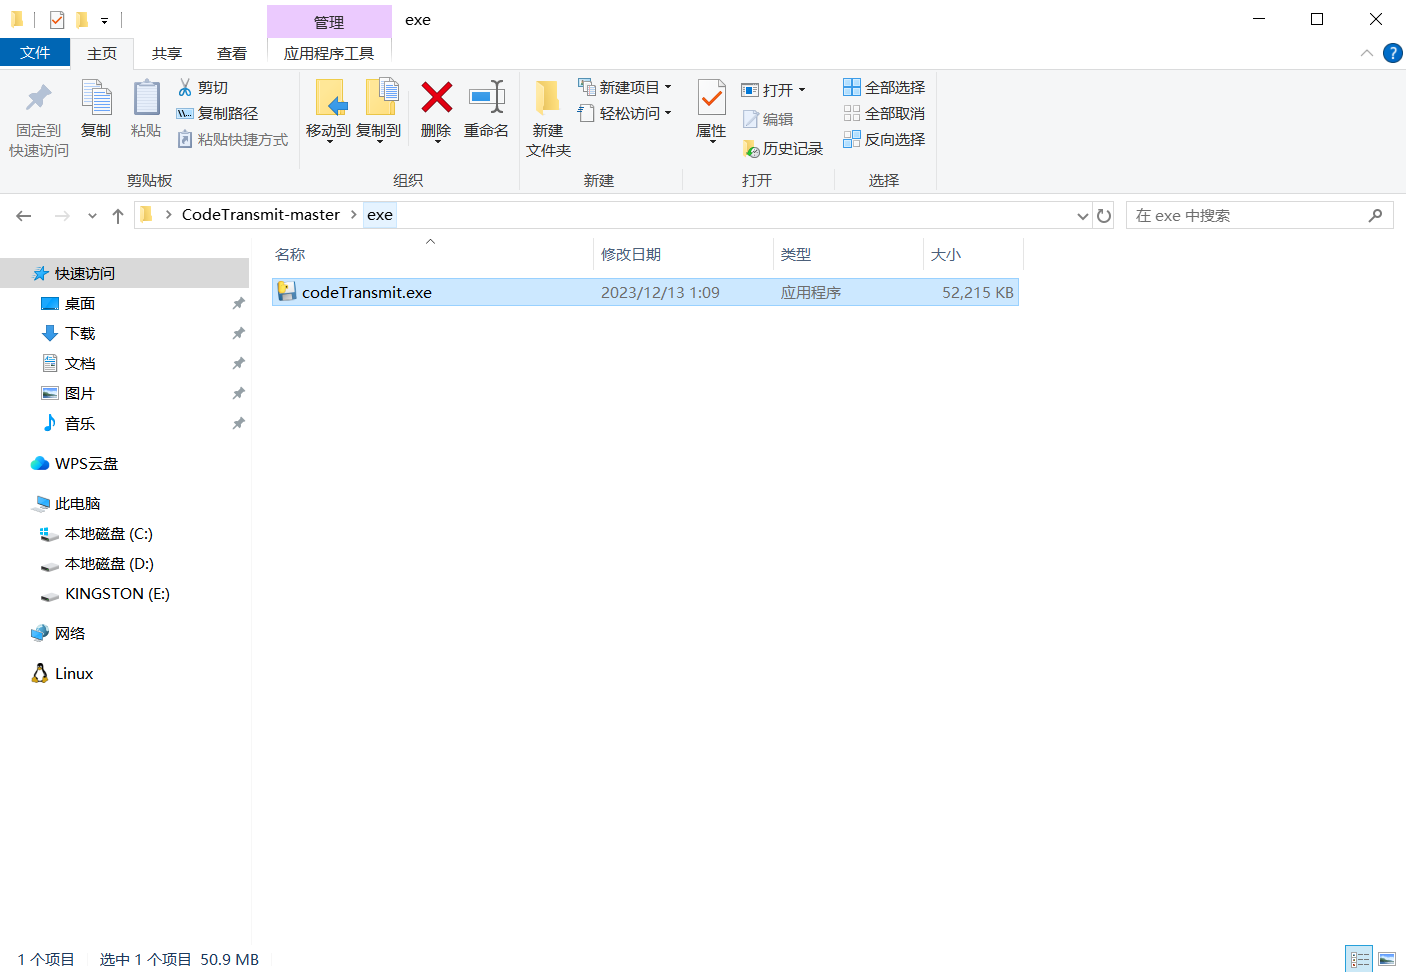 管理
exe
文件
主页
共享
查看
应用程序工具
固定到
快速访问
复制
粘贴
剪切
复制路径
粘贴快捷方式
剪贴板
移动到
复制到
删除
重命名
组织
新建
文件夹
新建项目
轻松访问
新建
属性
打开
编辑
历史记录
打开
全部选择
全部取消
反向选择
选择
CodeTransmit-master
exe
在 exe 中搜索
名称
修改日期
类型
大小
codeTransmit.exe
2023/12/13 1:09
应用程序
52,215 KB
快速访问
桌面
下载
文档
图片
音乐
WPS云盘
此电脑
本地磁盘 (C:)
本地磁盘 (D:)
KINGSTON (E:)
网络
Linux
1 个项目
选中 1 个项目 50.9 MB